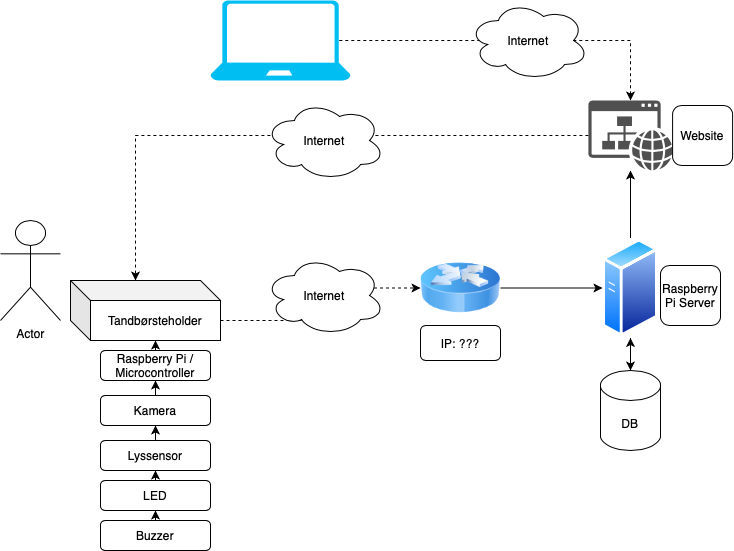 Internet
Internet
Website
Actor
Tandbørsteholder
Internet
Raspberry
Pi Server
IP: ???
Raspberry Pi /
Microcontroller
Kamera
DB
Lyssensor
LED
Buzzer